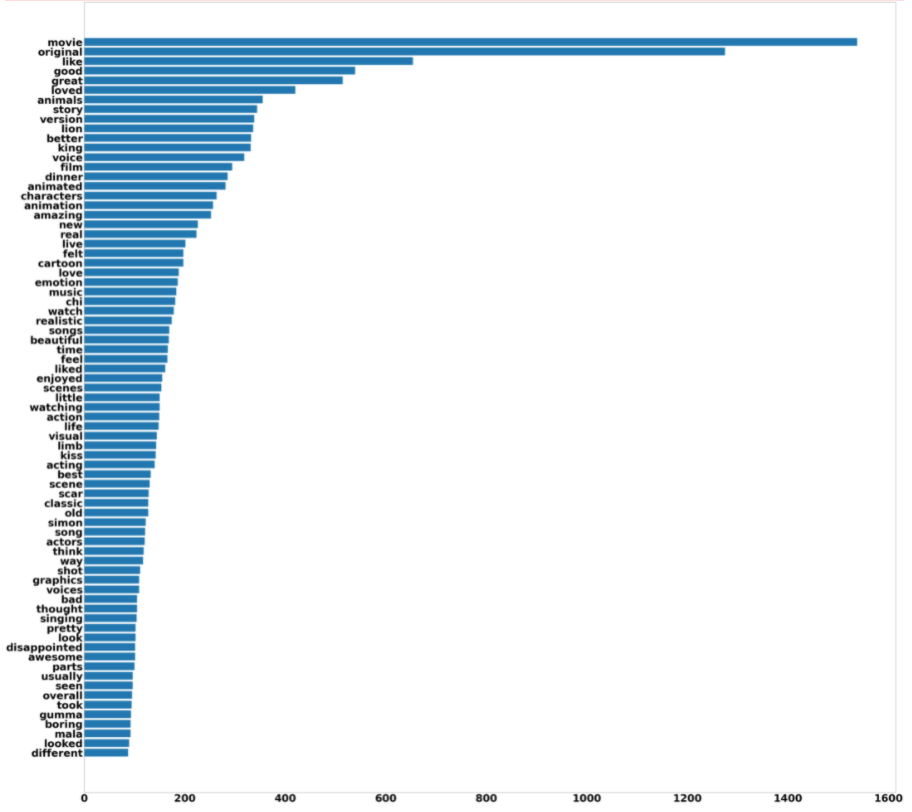 movie
original
like
good
great
loved
animals
story
version
lion
better
king
voice
film
dinner
animated
characters
animation
amazing
new
real
live
felt
cartoon
love
emotion
music
chi
watch
realistic
songs
beautiful
time
feel
liked
enjoyed
scenes
little
watching
action
life
visual
limb
kiss
acting
best
scene
scar
classic
old
simon
song
actors
think
way
shot
graphics
voices
bad
thought
singing
pretty
look
disappointed
awesome
parts
usually
seen
overall
took
gumma
boring
mala
looked
different
0 200 400 600 800 1000 1200 1400 1600